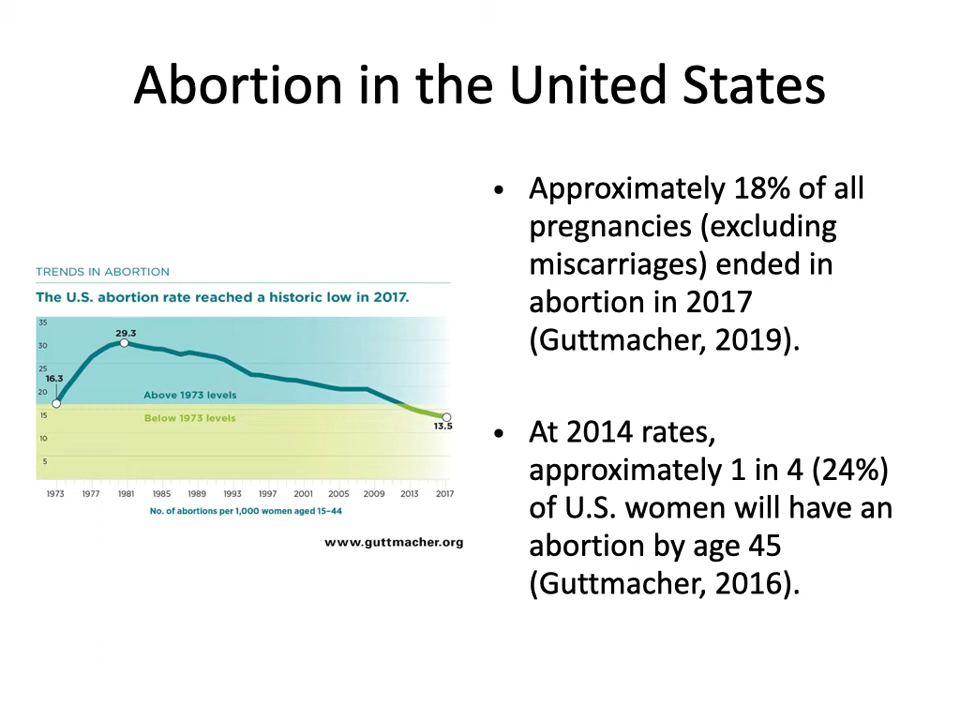 Abortion in the United States
TRENDS IN ABORTION
The U.S. abortion rate reached a historic low in 2017.
35
30
25
20
15
10
5
29.3
16.3
Above 1973 levels
Below 1973 levels
13.5
1973 1977 1981 1985 1989 1993 1997 2001 2005 2009 2013 2017
No. of abortions per 1,000 women aged 15–44
www.guttmacher.org
• Approximately 18% of all
pregnancies (excluding
miscarriages) ended in
abortion in 2017
(Guttmacher, 2019).
• At 2014 rates,
approximately 1 in 4 (24%)
of U.S. women will have an
abortion by age 45
(Guttmacher, 2016).